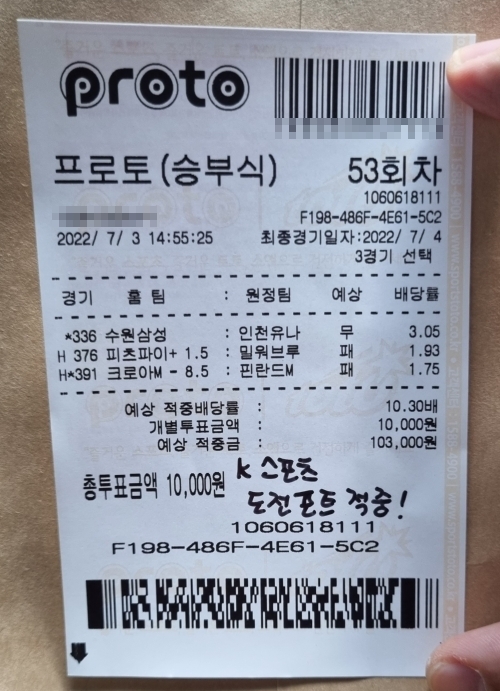 proto
프로토(승부식) 53회차
1060618111
F198-486F-4E61-5C2
2022/ 7/ 3 14:55:25 최종경기일자:2022/ 7/ 4
3경기 선택
경기 홈 팀 : 원정팀 예상 배당률
*336 수원삼성 : 인천유나 무 3.05
H 376 피츠파이+ 1.5 : 밀워브루 패 1.93
H*391 크로아M - 8.5 : 핀란드M 패 1.75
예상 적중배당률 : 10.30배
개별투표금액 : 10,000원
예상 적중금 : 103,000원
총투표금액 10,000원
K 스포츠
도전포트 적중!
1060618111
F198-486F-4E61-5C2